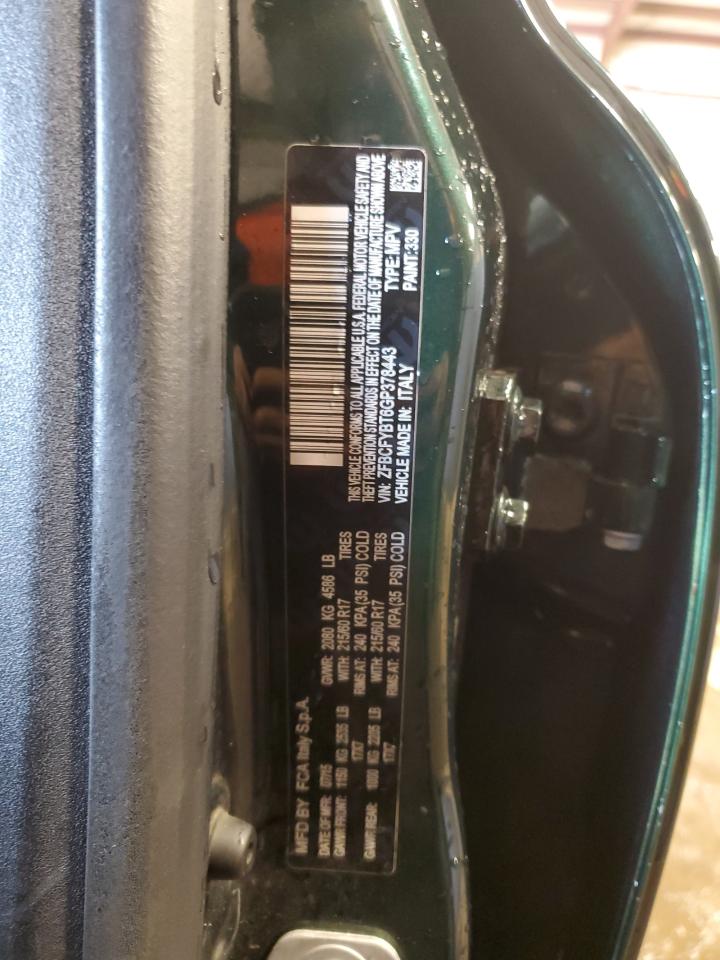 MFD BY FCA Italy S.p.A.
DATE OF MFR: 07/15 GVWR: 2080 KG 4586 LB
GAWR FRONT: 1150 KG 2535 LB WITH: 215/60 R17 TIRES
17X7 RIMS AT: 240 KPA(35 PSI) COLD
GAWR REAR: 1000 KG 2205 LB WITH: 215/60 R17 TIRES
17X7 RIMS AT: 240 KPA(35 PSI) COLD
THIS VEHICLE CONFORMS TO ALL APPLICABLE U.S.A. FEDERAL MOTOR VEHICLE SAFETY AND
THEFT PREVENTION STANDARDS IN EFFECT ON THE DATE OF MANUFACTURE SHOWN ABOVE
VIN: ZFBCFYBT6GP378443 TYPE: MPV
VEHICLE MADE IN: ITALY PAINT:330